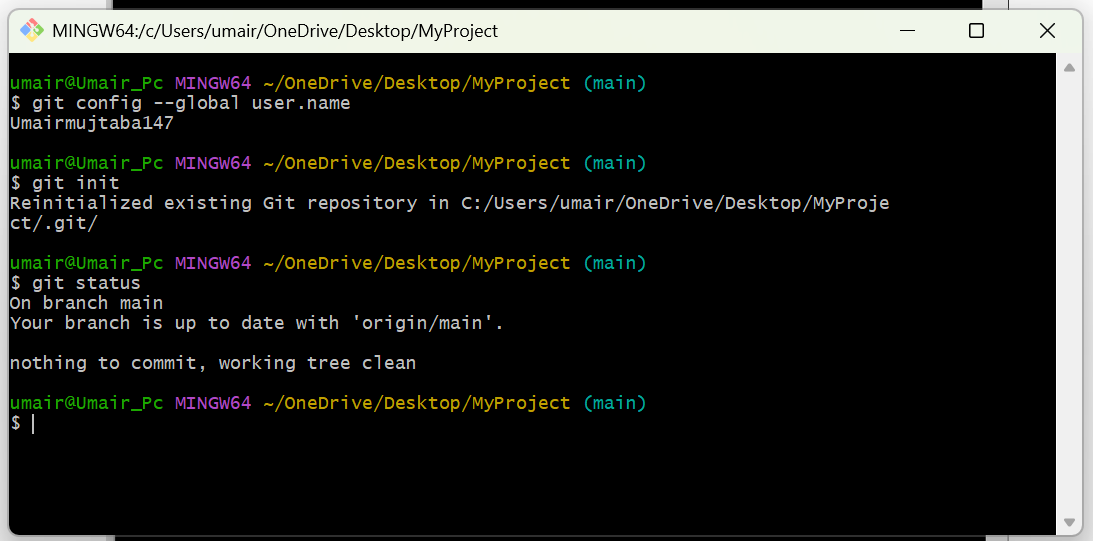 MINGW64:/c/Users/umair/OneDrive/Desktop/MyProject
umair@Umair_Pc MINGW64 ~/OneDrive/Desktop/MyProject (main)
$ git config --global user.name
Umairmujtaba147
umair@Umair_Pc MINGW64 ~/OneDrive/Desktop/MyProject (main)
$ git init
Reinitialized existing Git repository in C:/Users/umair/OneDrive/Desktop/MyProje
ct/.git/
umair@Umair_Pc MINGW64 ~/OneDrive/Desktop/MyProject (main)
$ git status
On branch main
Your branch is up to date with 'origin/main'.
nothing to commit, working tree clean
umair@Umair_Pc MINGW64 ~/OneDrive/Desktop/MyProject (main)
$